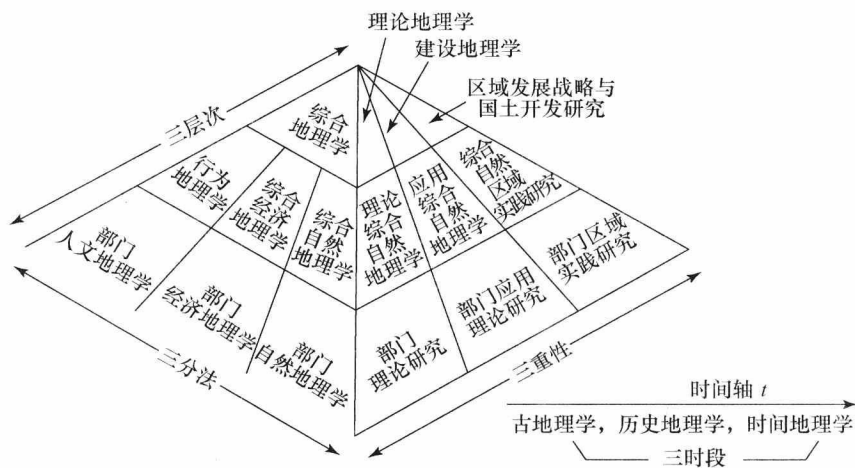 理论地理学
建设地理学
区域发展战略与
国土开发研究
三层次
综合
地理学
行为
地理学
综合
经济
地理学
综合
自然
地理学
理论
综合
自然
地理学
应用
综合
自然
地理学
综合
自然
区域
实践研究
部门
人文地理学
部门
经济地理学
部门
自然地理学
部门
理论研究
部门应用
理论研究
部门区域
实践研究
三分法
三重性
时间轴 t
古地理学，历史地理学，时间地理学
三时段